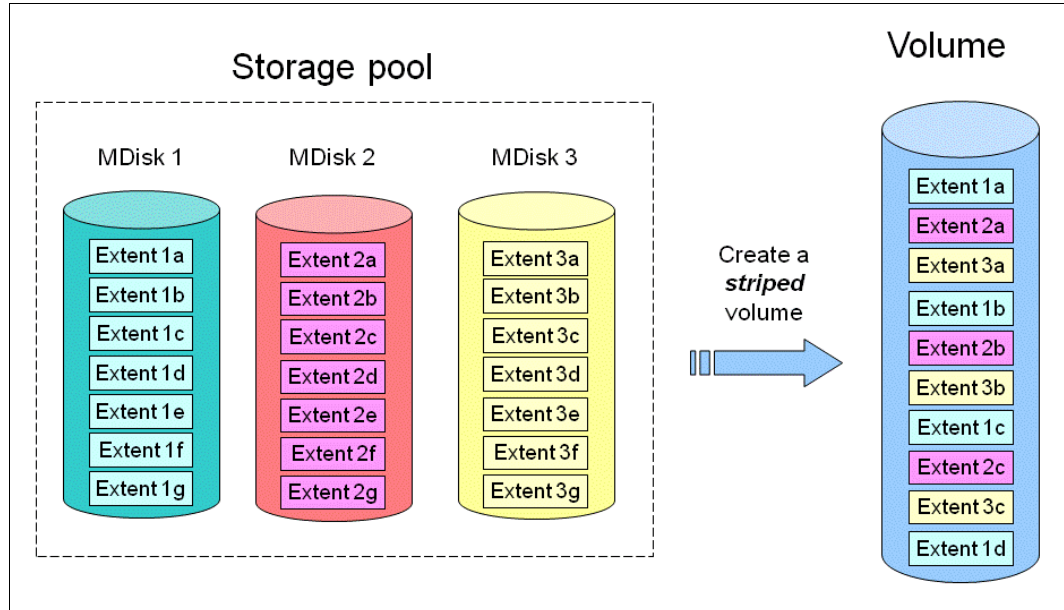 Storage pool
Volume
MDisk 1
MDisk 2
MDisk 3
Extent 1a
Extent 1b
Extent 1c
Extent 1d
Extent 1e
Extent 1f
Extent 1g
Extent 2a
Extent 2b
Extent 2c
Extent 2d
Extent 2e
Extent 2f
Extent 2g
Extent 3a
Extent 3b
Extent 3c
Extent 3d
Extent 3e
Extent 3f
Extent 3g
Create a
striped
volume
Extent 1a
Extent 2a
Extent 3a
Extent 1b
Extent 2b
Extent 3b
Extent 1c
Extent 2c
Extent 3c
Extent 1d